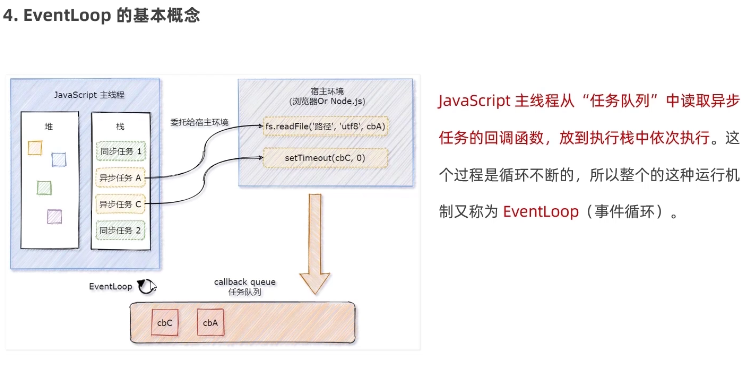 4. EventLoop 的基本概念
JavaScript 主线程
堆
栈
同步任务 1
异步任务 A
异步任务 C
同步任务 2
委托给宿主环境
宿主环境
(浏览器Or Node.js)
fs.readFile('路径', 'utf8', cbA)
setTimeout(cbC, 0)
EventLoop
callback queue
任务队列
cbC
cbA
JavaScript 主线程从“任务队列”中读取异步
任务的回调函数，放到执行栈中依次执行。这
个过程是循环不断的，所以整个的这种运行机
制又称为 EventLoop（事件循环）。